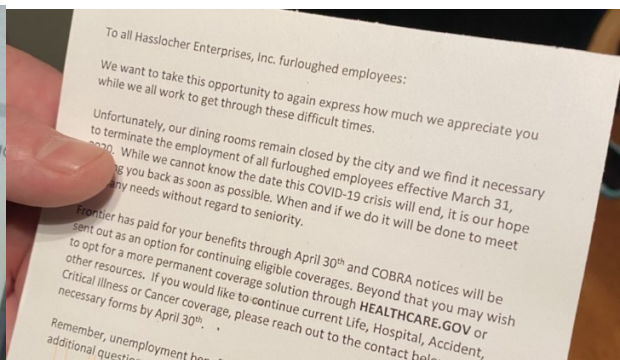 To all Hasslocher Enterprises, Inc. furloughed employees:
We want to take this opportunity to again express how much we appreciate you
while we all work to get through these difficult times.
Unfortunately, our dining rooms remain closed by the city and we find it necessary
to terminate the employment of all furloughed employees effective March 31,
2020. While we cannot know the date this COVID-19 crisis will end, it is our hope
g you back as soon as possible. When and if we do it will be done to meet
any needs without regard to seniority.
Frontier has paid for your benefits through April 30th and COBRA notices will be
sent out as an option for continuing eligible coverages. Beyond that you may wish
to opt for a more permanent coverage solution through HEALTHCARE.GOV or
other resources. If you would like to continue current Life, Hospital, Accident,
Critical Illness or Cancer coverage, please reach out to the contact below
necessary forms by April 30th.
Remember, unemployment
additional